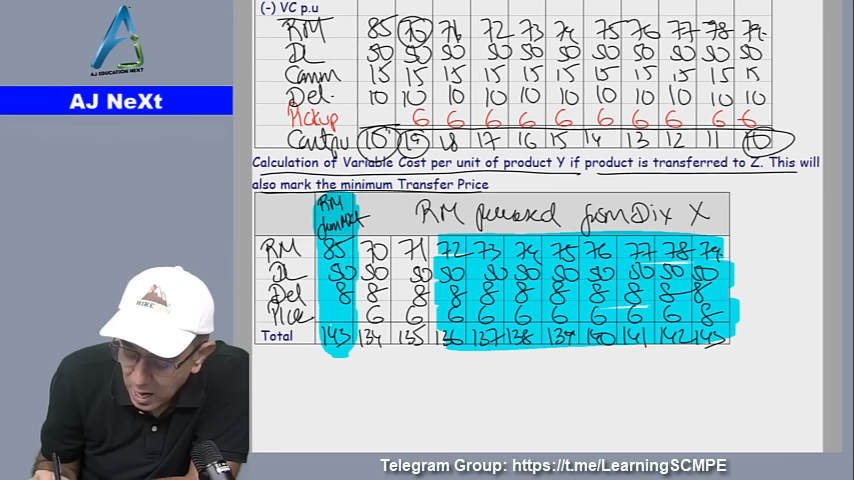 (-) VC p.u
RM 85 70 71 72 73 74 75 76 77 78 79
DL 50 50 50 50 50 50 50 50 50 50 50
Comm 15 15 15 15 15 15 15 15 15 15 15
Del. 10 10 10 10 10 10 10 10 10 10 10
Pickup 6 6 6 6 6 6 6 6 6 6
Contpu 10 19 18 17 16 15 14 13 12 11 10
Calculation of Variable Cost per unit of product Y if product is transferred to Z. This will
also mark the minimum Transfer Price
RM
from Mkt
RM from Div X
RM 85 70 71 72 73 74 75 76 77 78 79
DL 50 50 50 50 50 50 50 50 50 50 50
Del 8 8 8 8 8 8 8 8 8 8 8
6 6 6 6 6 6 6 6 6 8
Total 143 134 135 136 137 138 139 140 141 142 143
AJ EDUCATION NEXT
AJ NeXt
HIKE
Telegram Group: https://t.me/LearningSCMPE